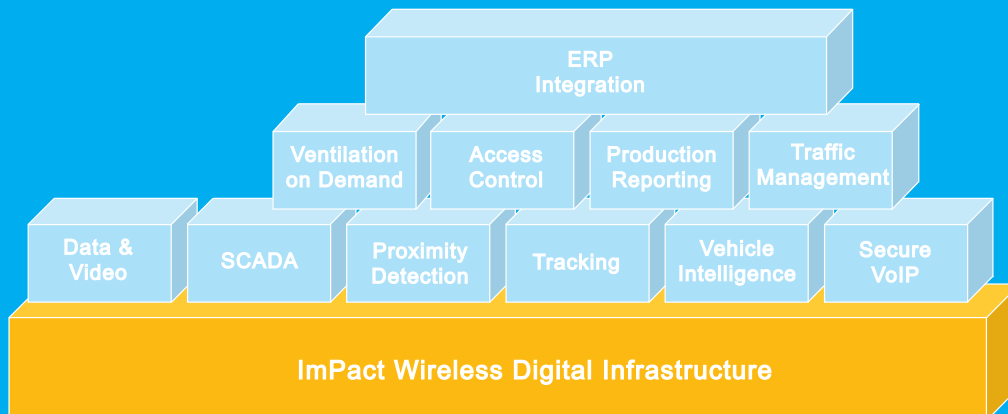 ERP
Integration
Ventilation
on Demand
Access
Control
Production
Reporting
Traffic
Management
Data &
Video
SCADA
Proximity
Detection
Tracking
Vehicle
Intelligence
Secure
VoIP
ImPact Wireless Digital Infrastructure